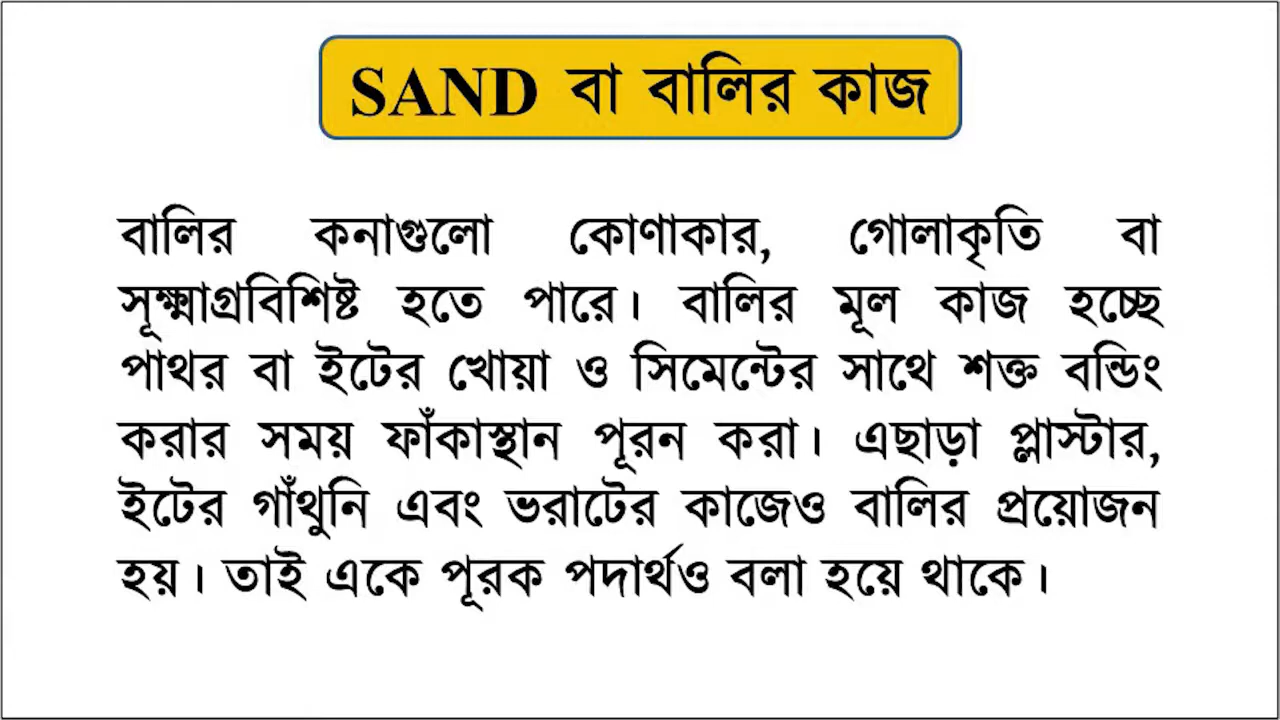 SAND বা বালির কাজ
বালির কনাগুলো কোণাকার, গোলাকৃতি বা
সূক্ষ্মাগ্রবিশিষ্ট হতে পারে। বালির মূল কাজ হচ্ছে
পাথর বা ইটের খোয়া ও সিমেন্টের সাথে শক্ত বন্ডিং
করার সময় ফাঁকাস্থান পূরন করা। এছাড়া প্লাস্টার,
ইটের গাঁথুনি এবং ভরাটের কাজেও বালির প্রয়োজন
হয়। তাই একে পূরক পদার্থও বলা হয়ে থাকে।